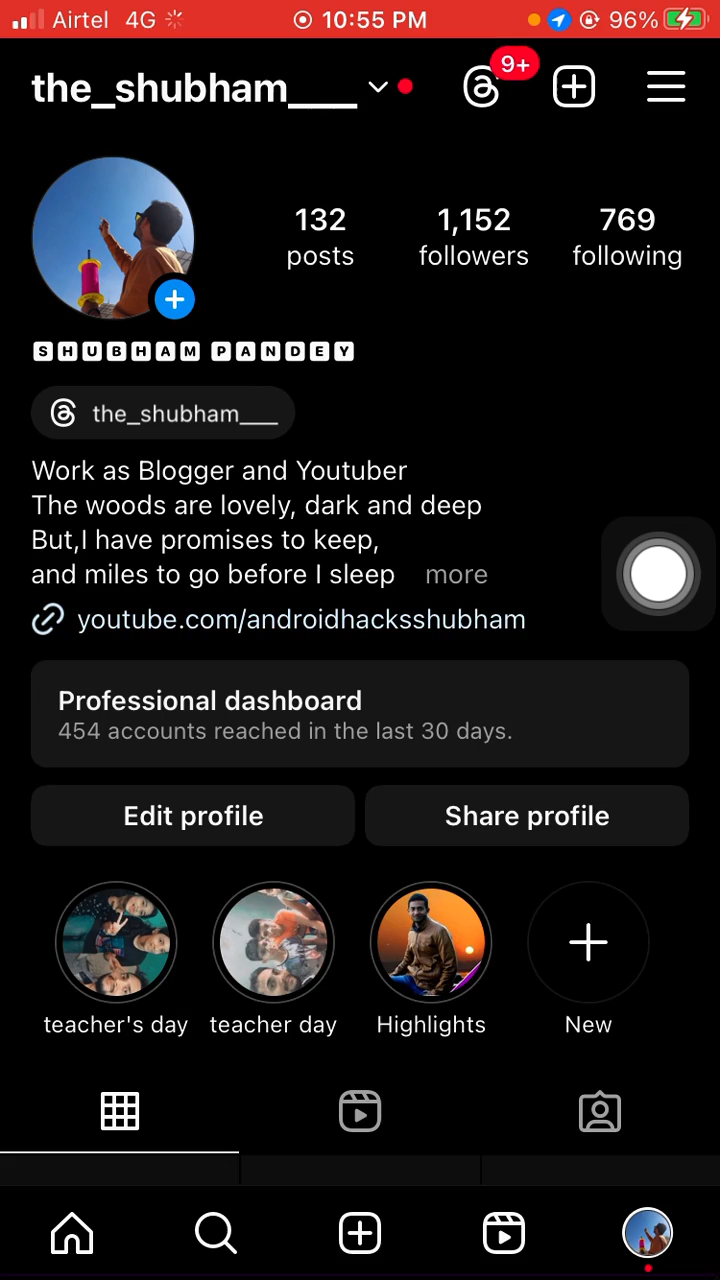 Airtel 4G 10:55 PM 96%
the_shubham____ 9+
132 1,152 769
posts followers following
SHUBHAM PANDEY
the_shubham____
Work as Blogger and Youtuber
The woods are lovely, dark and deep
But,I have promises to keep,
and miles to go before I sleep more
youtube.com/androidhacksshubham
Professional dashboard
454 accounts reached in the last 30 days.
Edit profile Share profile
teacher's day teacher day Highlights New